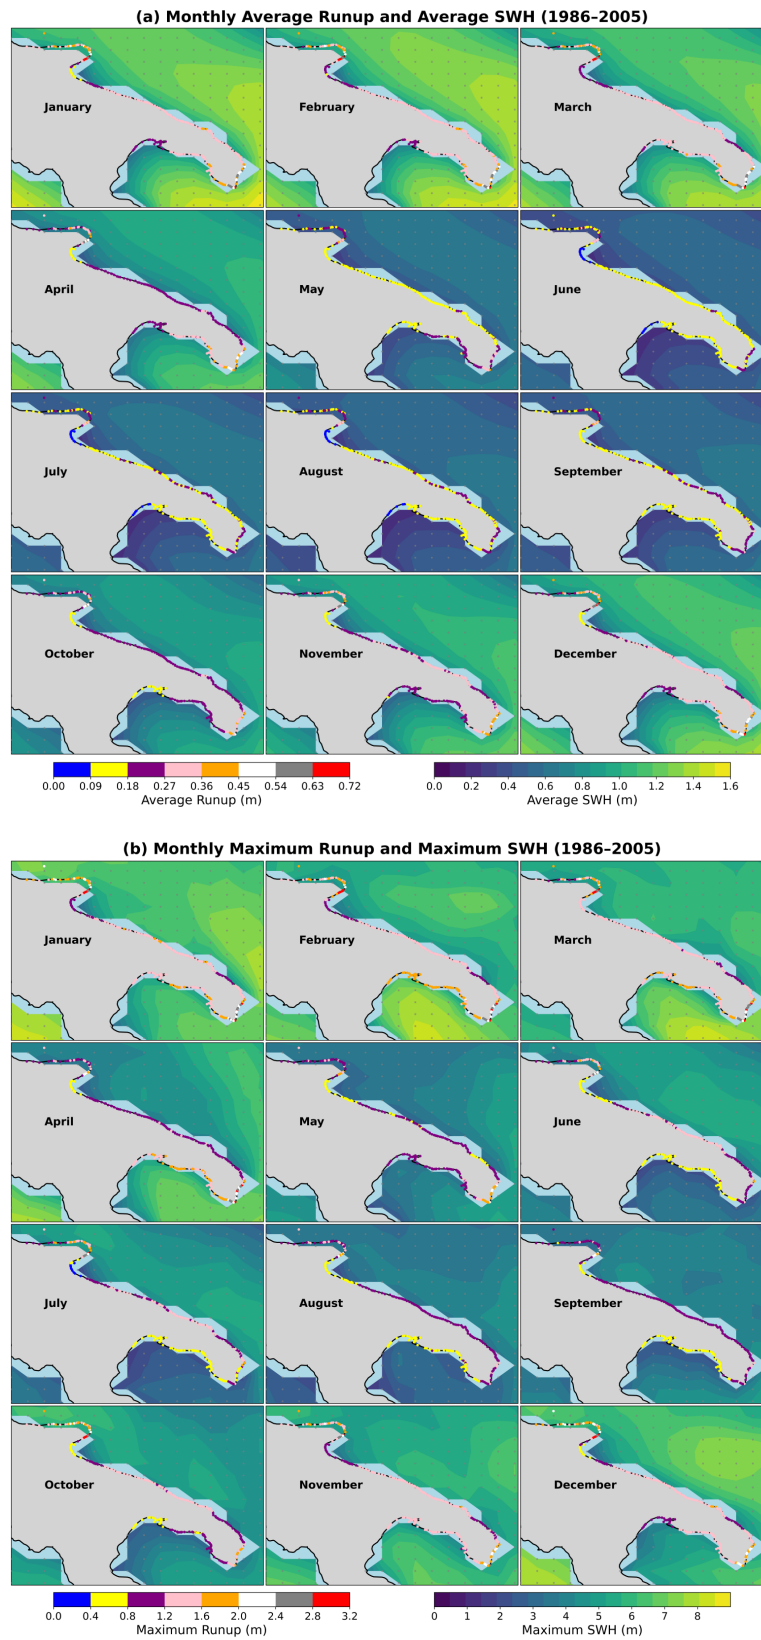 (a) Monthly Average Runup and Average SWH (1986–2005)
January
February
March
April
May
June
July
August
September
October
November
December
0.00 0.09 0.18 0.27 0.36 0.45 0.54 0.63 0.72
Average Runup (m)
0.0 0.2 0.4 0.6 0.8 1.0 1.2 1.4 1.6
Average SWH (m)
(b) Monthly Maximum Runup and Maximum SWH (1986–2005)
January
February
March
April
May
June
July
August
September
October
November
December
0.0 0.4 0.8 1.2 1.6 2.0 2.4 2.8 3.2
Maximum Runup (m)
0 1 2 3 4 5 6 7 8
Maximum SWH (m)